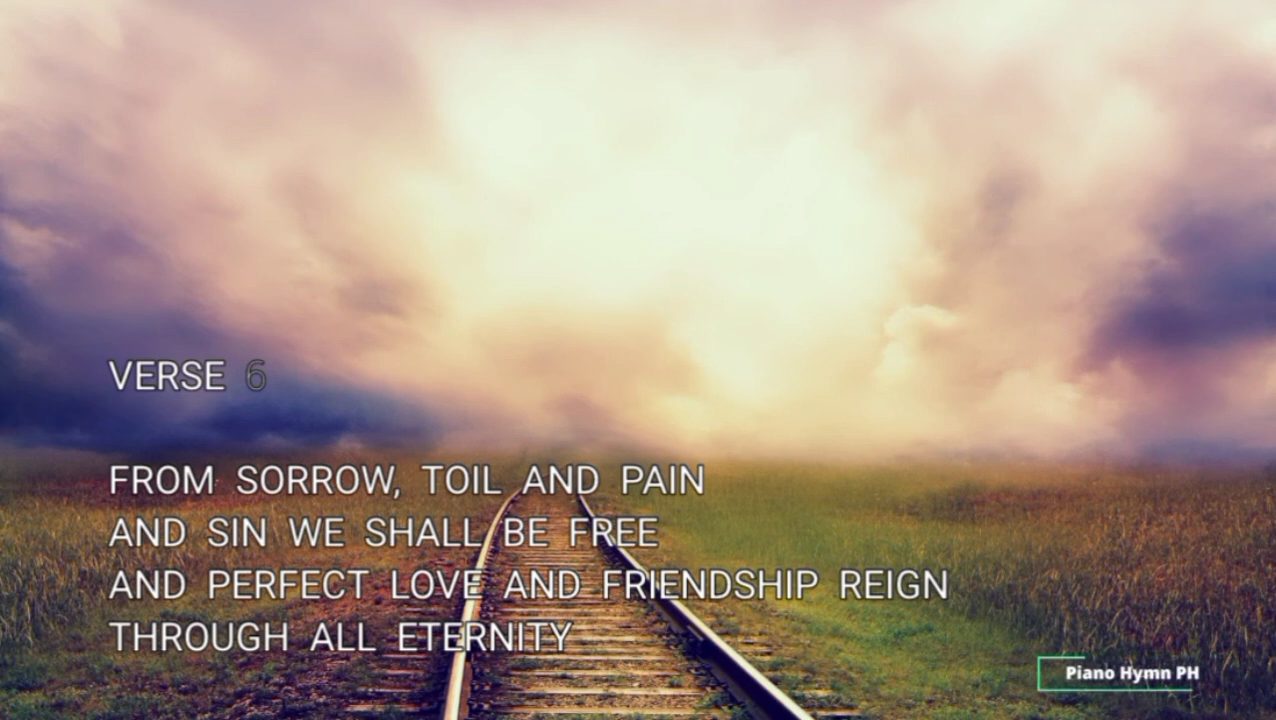 VERSE 6
FROM SORROW, TOIL AND PAIN
AND SIN WE SHALL BE FREE
AND PERFECT LOVE AND FRIENDSHIP REIGN
THROUGH ALL ETERNITY
Piano Hymn PH